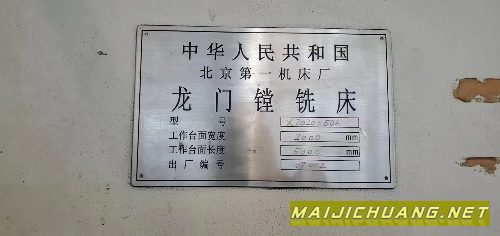 中华人民共和国
北京第一机床厂
龙门镗铣床
型号
工作台面宽度 2000 mm
工作台面长度 5000 mm
出厂编号
MAIJICHUANG.NET